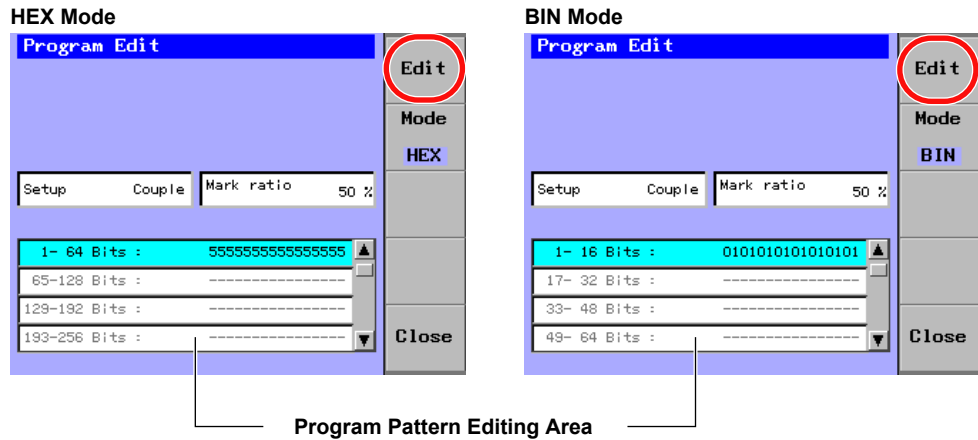 HEX Mode
Program Edit
Edit
Mode
HEX
Setup Couple Mark ratio 50 %
1- 64 Bits : 5555555555555555
65-128 Bits : ----------------
129-192 Bits : ----------------
193-256 Bits : ----------------
Close
BIN Mode
Program Edit
Edit
Mode
BIN
Setup Couple Mark ratio 50 %
1- 16 Bits : 0101010101010101
17- 32 Bits : ----------------
33- 48 Bits : ----------------
49- 64 Bits : ----------------
Close
Program Pattern Editing Area